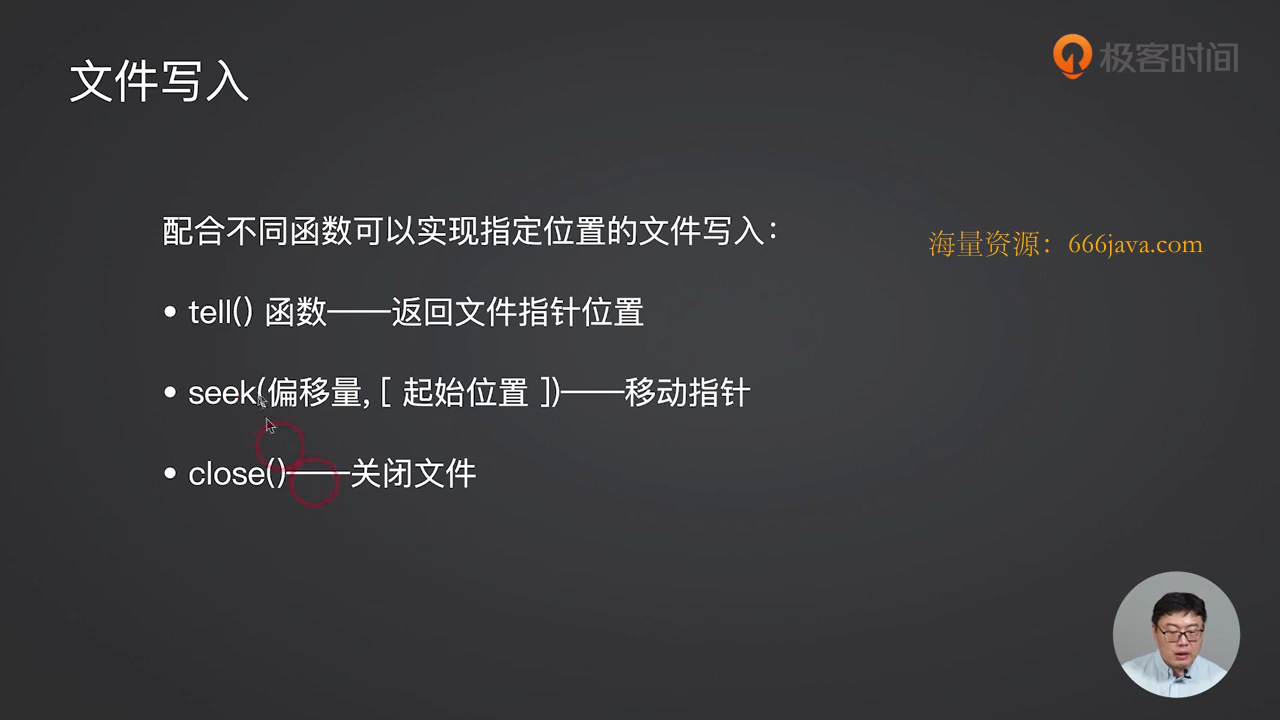 文件写入
极客时间
配合不同函数可以实现指定位置的文件写入：
海量资源：666java.com
• tell() 函数——返回文件指针位置
• seek(偏移量, [ 起始位置 ])——移动指针
• close()——关闭文件